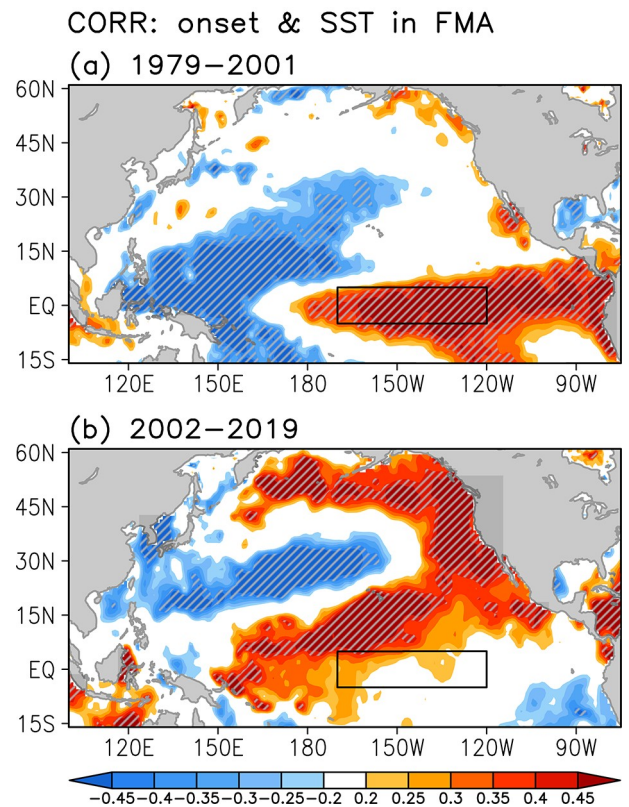 CORR: onset & SST in FMA
(a) 1979−2001
60N
45N
30N
15N
EQ
15S
120E 150E 180 150W 120W 90W
(b) 2002−2019
60N
45N
30N
15N
EQ
15S
120E 150E 180 150W 120W 90W
−0.45 −0.4 −0.35 −0.3 −0.25 −0.2 0.2 0.25 0.3 0.35 0.4 0.45